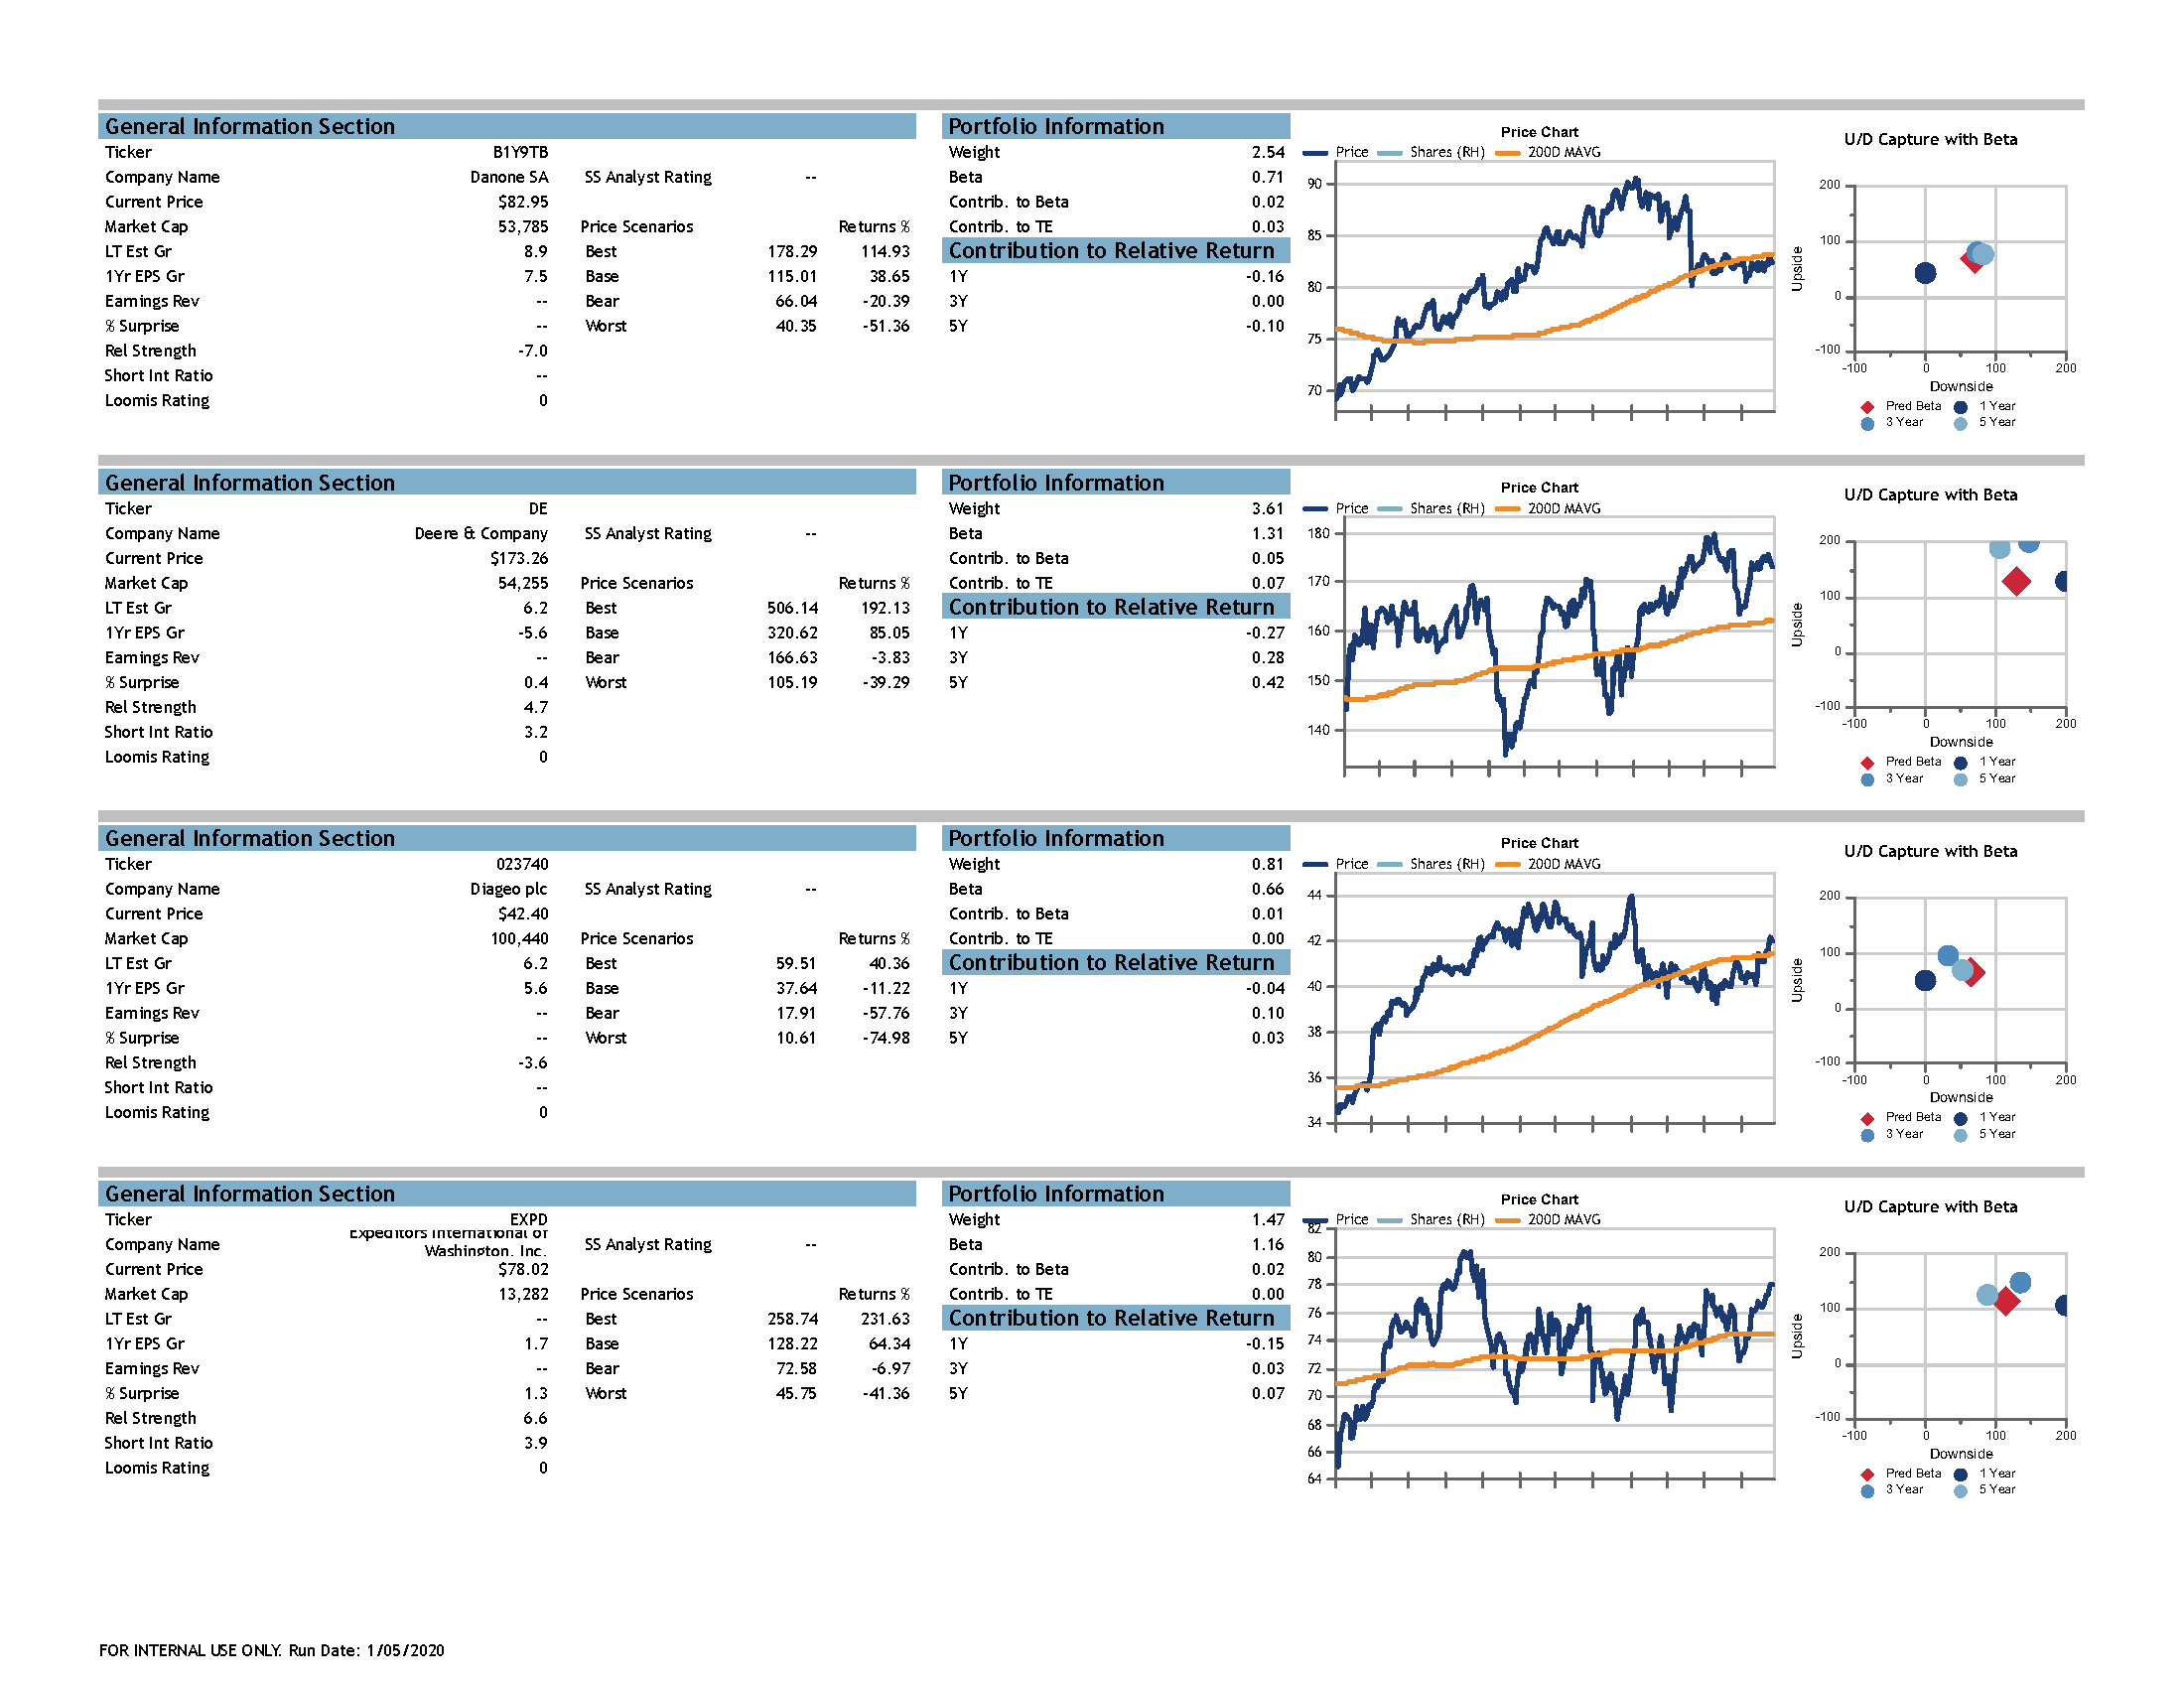 General Information Section
Ticker B1Y9TB
Company Name Danone SA SS Analyst Rating --
Current Price $82.95
Market Cap 53,785 Price Scenarios Returns %
LT Est Gr 8.9 Best 178.29 114.93
1Yr EPS Gr 7.5 Base 115.01 38.65
Earnings Rev -- Bear 66.04 -20.39
% Surprise -- Worst 40.35 -51.36
Rel Strength -7.0
Short Int Ratio --
Loomis Rating 0
Portfolio Information
Weight 2.54
Beta 0.71
Contrib. to Beta 0.02
Contrib. to TE 0.03
Contribution to Relative Return
1Y -0.16
3Y 0.00
5Y -0.10
Price Chart
Price Shares (RH) 200D MAVG
90
85
80
75
70
U/D Capture with Beta
Upside
200
100
0
-100
-100 0 100 200
Downside
Pred Beta 1 Year
3 Year 5 Year
General Information Section
Ticker DE
Company Name Deere & Company SS Analyst Rating --
Current Price $173.26
Market Cap 54,255 Price Scenarios Returns %
LT Est Gr 6.2 Best 506.14 192.13
1Yr EPS Gr -5.6 Base 320.62 85.05
Earnings Rev -- Bear 166.63 -3.83
% Surprise 0.4 Worst 105.19 -39.29
Rel Strength 4.7
Short Int Ratio 3.2
Loomis Rating 0
Portfolio Information
Weight 3.61
Beta 1.31
Contrib. to Beta 0.05
Contrib. to TE 0.07
Contribution to Relative Return
1Y -0.27
3Y 0.28
5Y 0.42
Price Chart
Price Shares (RH) 200D MAVG
180
170
160
150
140
U/D Capture with Beta
Upside
200
100
0
-100
-100 0 100 200
Downside
Pred Beta 1 Year
3 Year 5 Year
General Information Section
Ticker 023740
Company Name Diageo plc SS Analyst Rating --
Current Price $42.40
Market Cap 100,440 Price Scenarios Returns %
LT Est Gr 6.2 Best 59.51 40.36
1Yr EPS Gr 5.6 Base 37.64 -11.22
Earnings Rev -- Bear 17.91 -57.76
% Surprise -- Worst 10.61 -74.98
Rel Strength -3.6
Short Int Ratio --
Loomis Rating 0
Portfolio Information
Weight 0.81
Beta 0.66
Contrib. to Beta 0.01
Contrib. to TE 0.00
Contribution to Relative Return
1Y -0.04
3Y 0.10
5Y 0.03
Price Chart
Price Shares (RH) 200D MAVG
44
42
40
38
36
34
U/D Capture with Beta
Upside
200
100
0
-100
-100 0 100 200
Downside
Pred Beta 1 Year
3 Year 5 Year
General Information Section
Ticker EXPD
Company Name Expeditors International of Washington, Inc. SS Analyst Rating --
Current Price $78.02
Market Cap 13,282 Price Scenarios Returns %
LT Est Gr -- Best 258.74 231.63
1Yr EPS Gr 1.7 Base 128.22 64.34
Earnings Rev -- Bear 72.58 -6.97
% Surprise 1.3 Worst 45.75 -41.36
Rel Strength 6.6
Short Int Ratio 3.9
Loomis Rating 0
Portfolio Information
Weight 1.47
Beta 1.16
Contrib. to Beta 0.02
Contrib. to TE 0.00
Contribution to Relative Return
1Y -0.15
3Y 0.03
5Y 0.07
Price Chart
Price Shares (RH) 200D MAVG
82
80
78
76
74
72
70
68
66
64
U/D Capture with Beta
Upside
200
100
0
-100
-100 0 100 200
Downside
Pred Beta 1 Year
3 Year 5 Year
FOR INTERNAL USE ONLY. Run Date: 1/05/2020